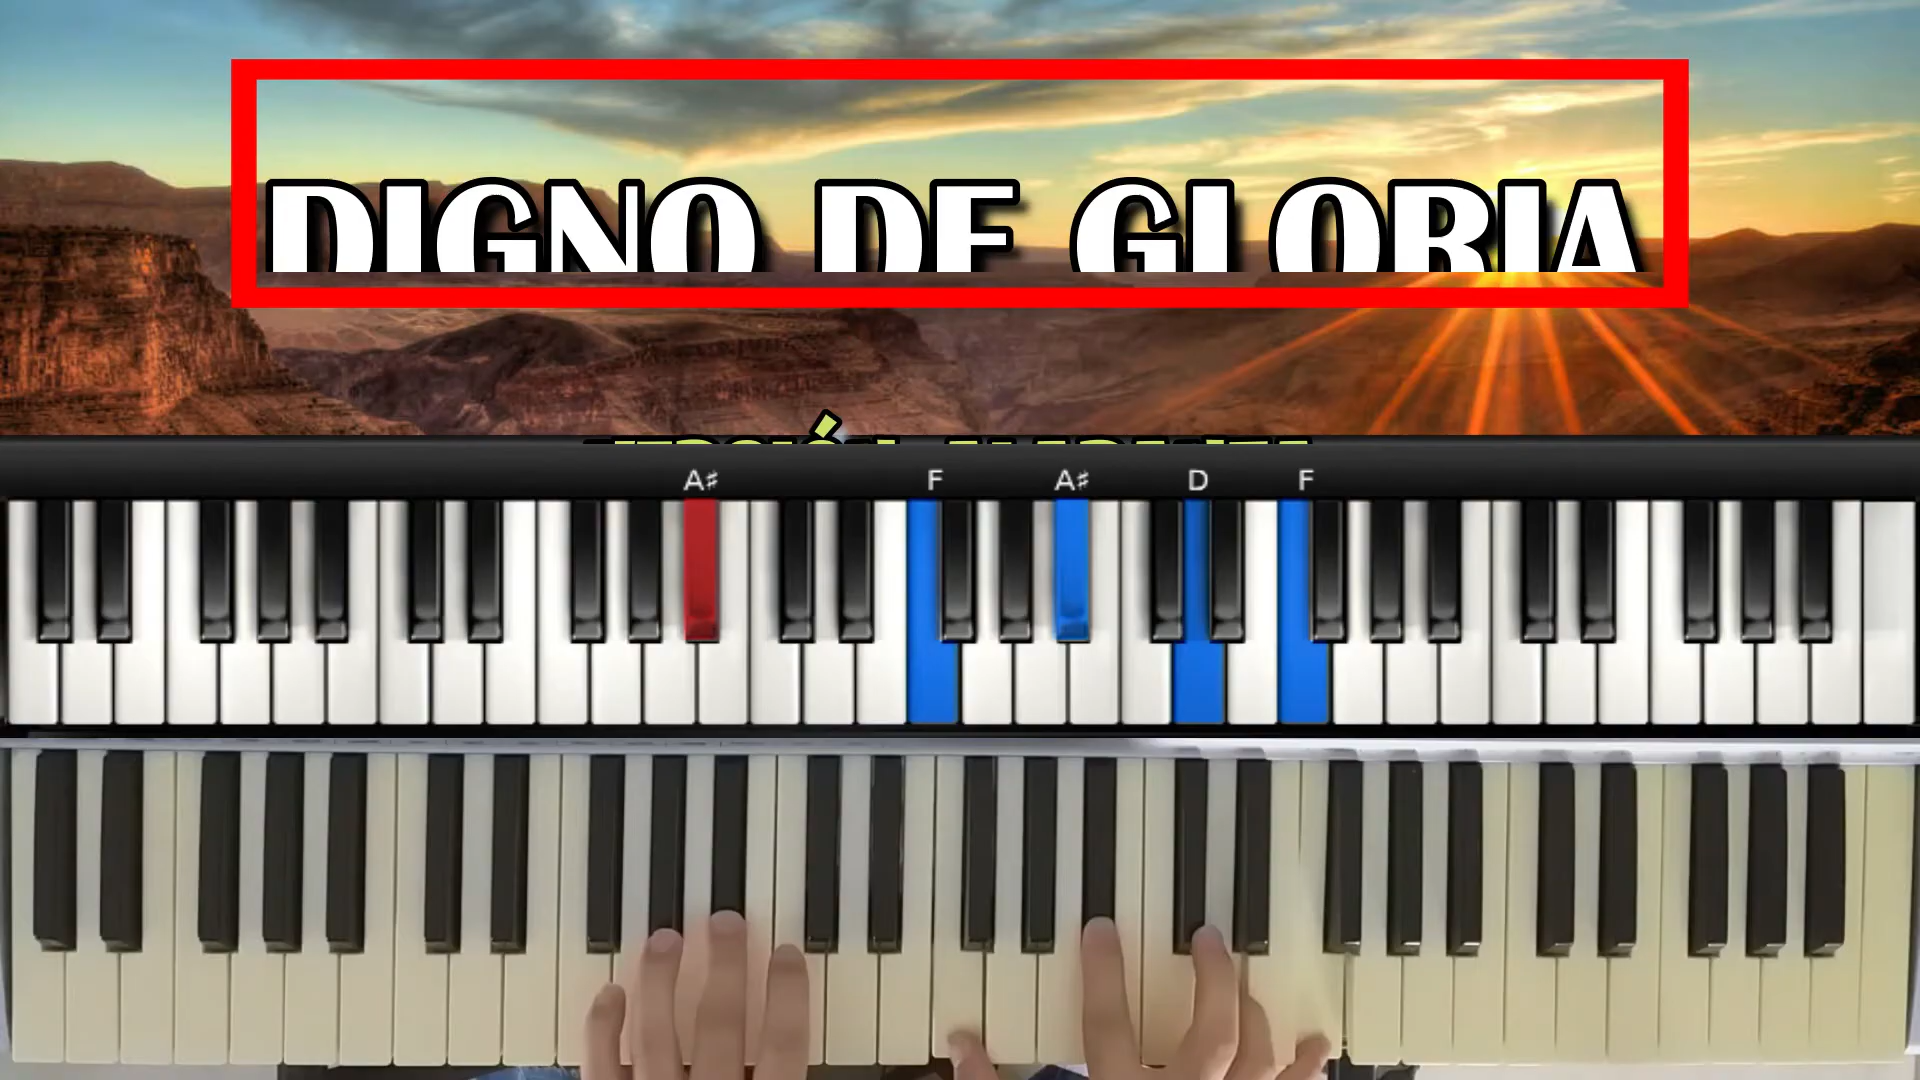 DIGNO DE GLORIA
A♯ F A♯ D F